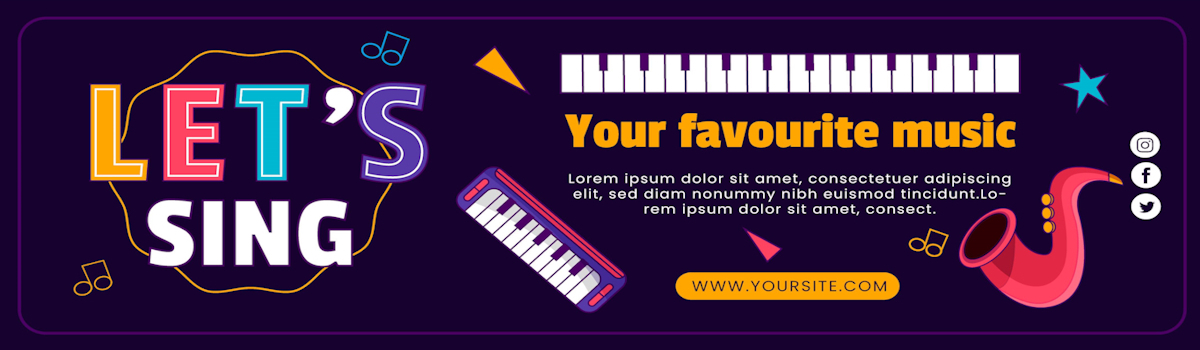 LET'S
SING
Your favourite music
Lorem ipsum dolor sit amet, consectetuer adipiscing
elit, sed diam nonummy nibh euismod tincidunt.Lo-
rem ipsum dolor sit amet, consect.
WWW.YOURSITE.COM